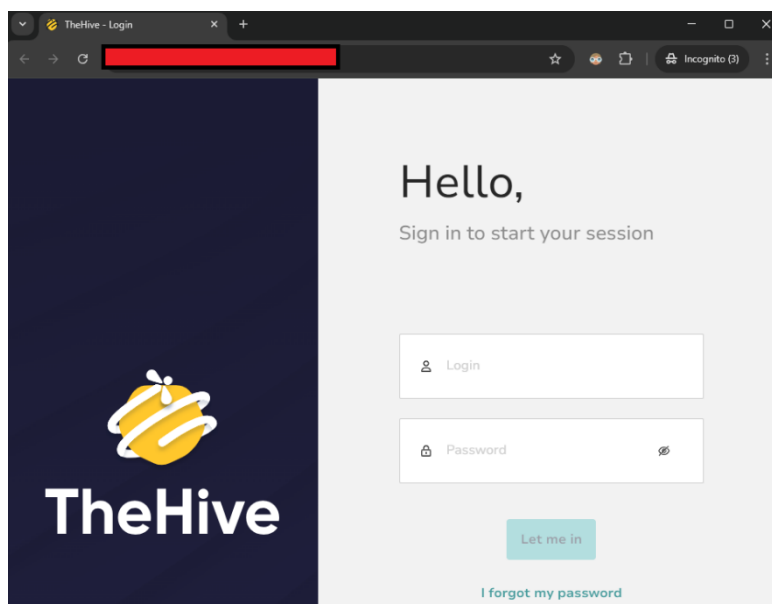 TheHive - Login
Incognito (3)
Hello,
Sign in to start your session
Login
Password
TheHive
Let me in
I forgot my password